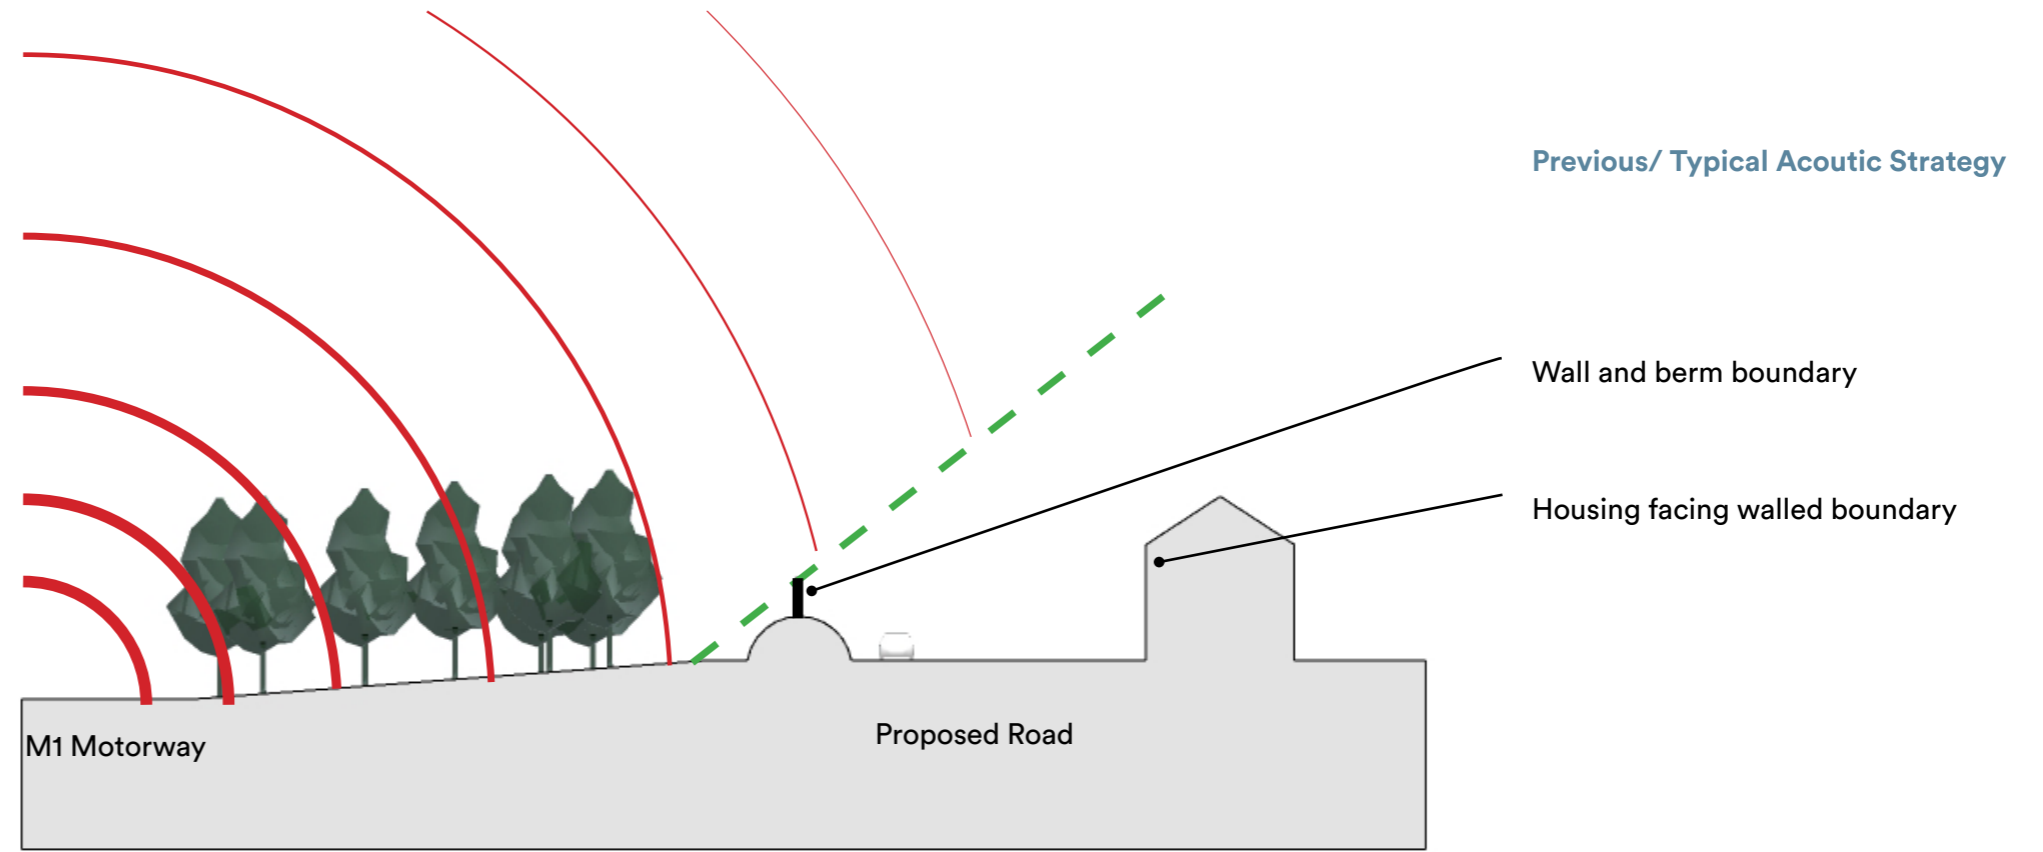 Previous/ Typical Acoutic Strategy
Wall and berm boundary
Housing facing walled boundary
M1 Motorway
Proposed Road